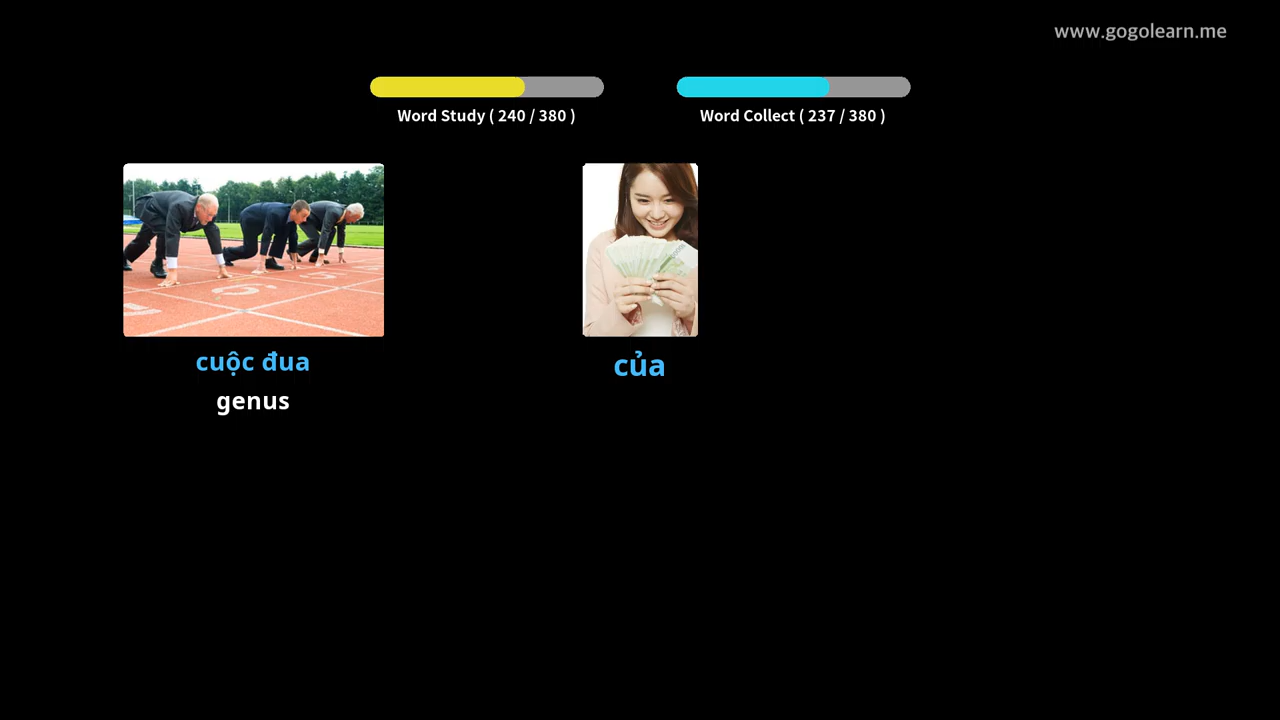 www.gogolearn.me
Word Study ( 240 / 380 )
Word Collect ( 237 / 380 )
cuộc đua
genus
của